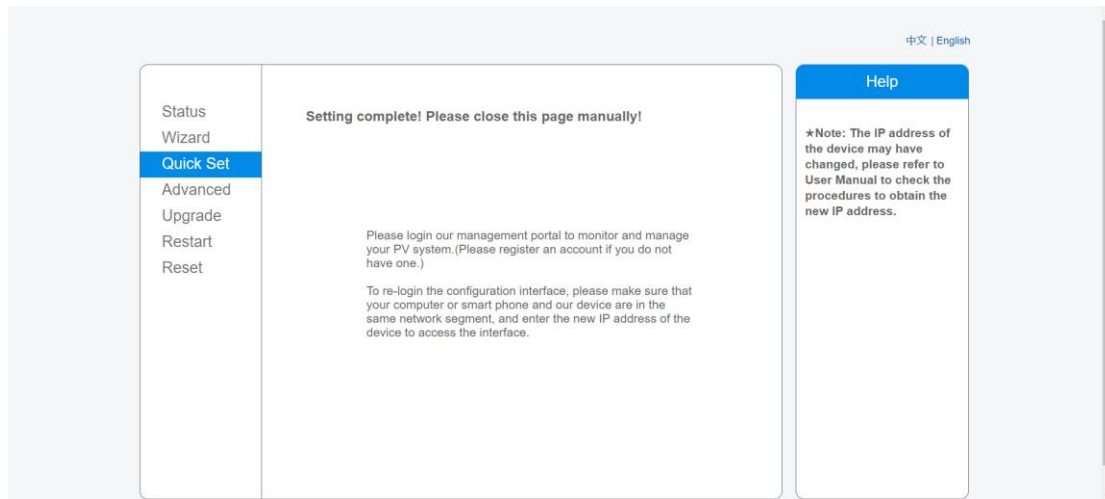 中文 | English
Status
Wizard
Quick Set
Advanced
Upgrade
Restart
Reset
Setting complete! Please close this page manually!
Please login our management portal to monitor and manage
your PV system.(Please register an account if you do not
have one.)
To re-login the configuration interface, please make sure that
your computer or smart phone and our device are in the
same network segment, and enter the new IP address of the
device to access the interface.
Help
★Note: The IP address of
the device may have
changed, please refer to
User Manual to check the
procedures to obtain the
new IP address.